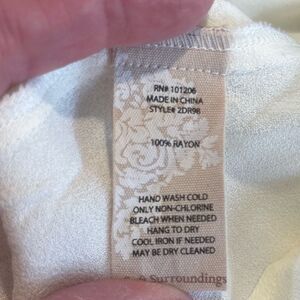 RN# 101206
MADE IN CHINA
STYLE# 2DR98
100% RAYON
HAND WASH COLD
ONLY NON-CHLORINE
BLEACH WHEN NEEDED
HANG TO DRY
COOL IRON IF NEEDED
MAY BE DRY CLEANED
Surroundings